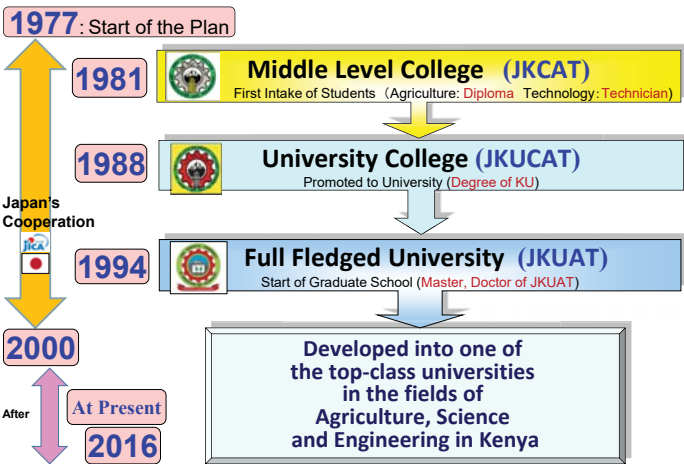 1977: Start of the Plan
1981
Middle Level College (JKCAT)
First Intake of Students (Agriculture: Diploma Technology: Technician)
1988
University College (JKUCAT)
Promoted to University (Degree of KU)
Japan's
Cooperation
jICA
1994
Full Fledged University (JKUAT)
Start of Graduate School (Master, Doctor of JKUAT)
2000
Developed into one of
the top-class universities
in the fields of
Agriculture, Science
and Engineering in Kenya
After
At Present
2016